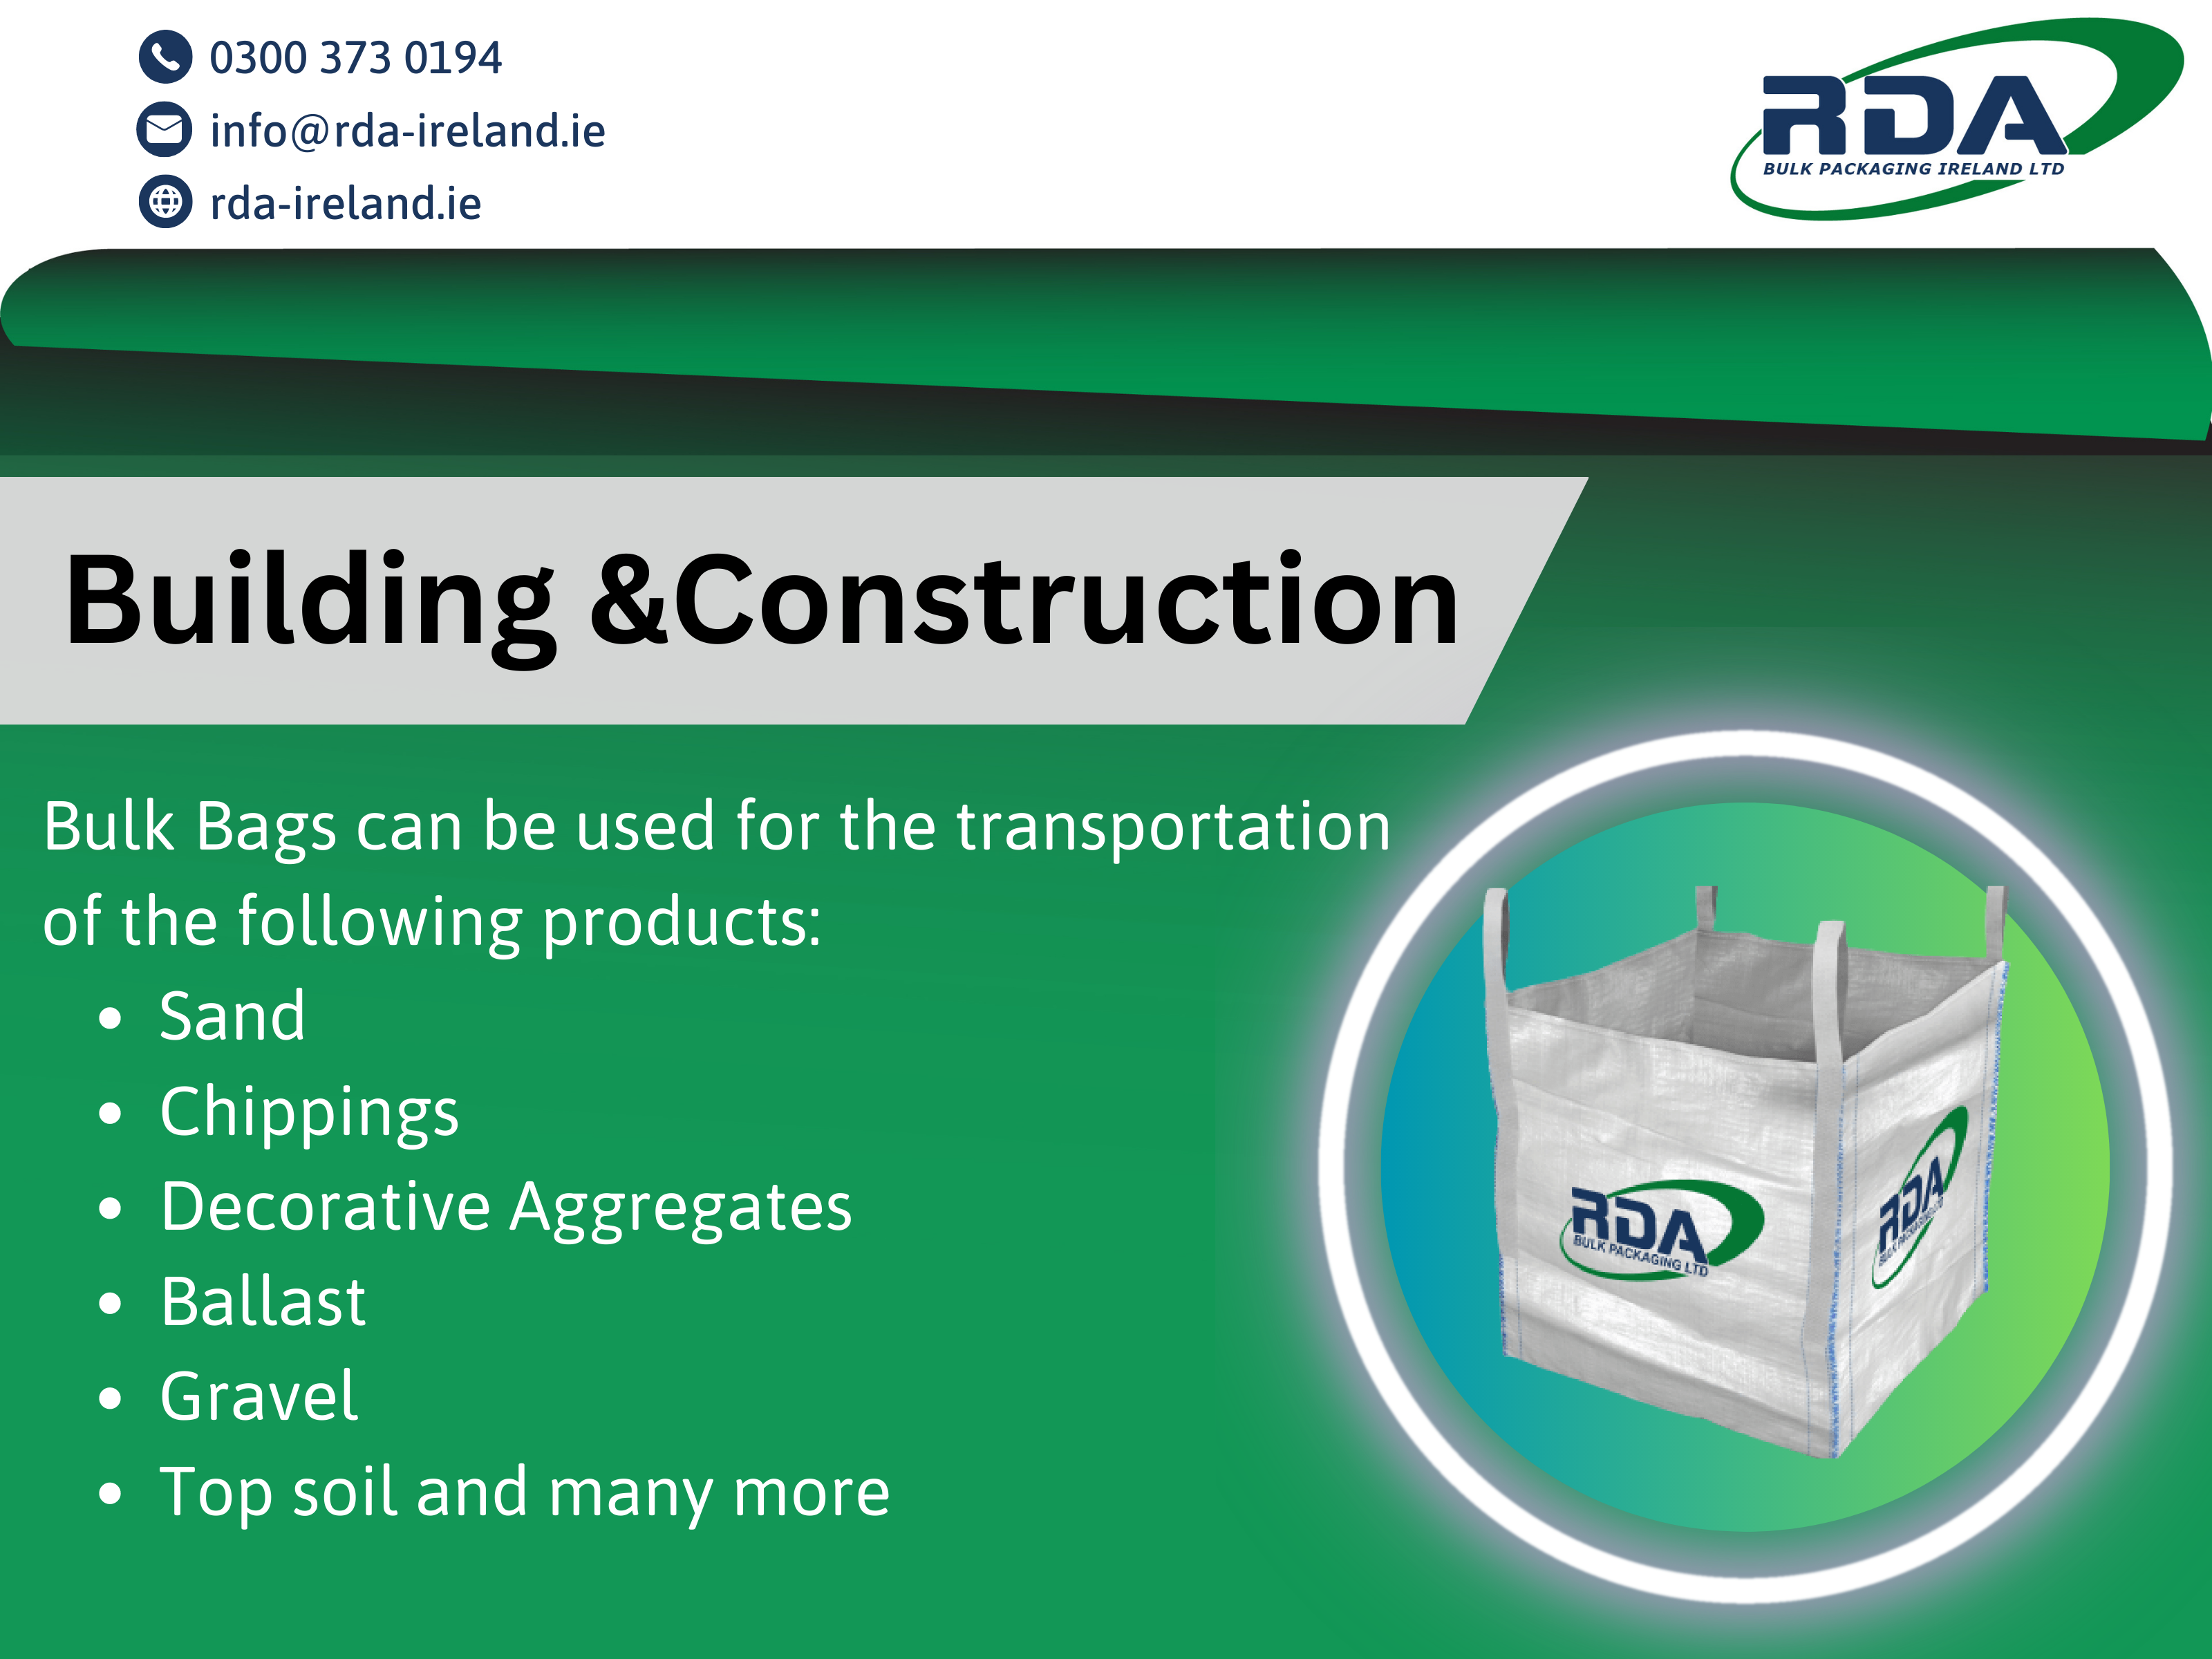 0300 373 0194
info@rda-ireland.ie
rda-ireland.ie
RDA
BULK PACKAGING IRELAND LTD
Building &Construction
Bulk Bags can be used for the transportation
of the following products:
• Sand
• Chippings
• Decorative Aggregates
• Ballast
• Gravel
• Top soil and many more
RDA
BULK PACKAGING LTD
RDA
BULK PACKAGING LTD